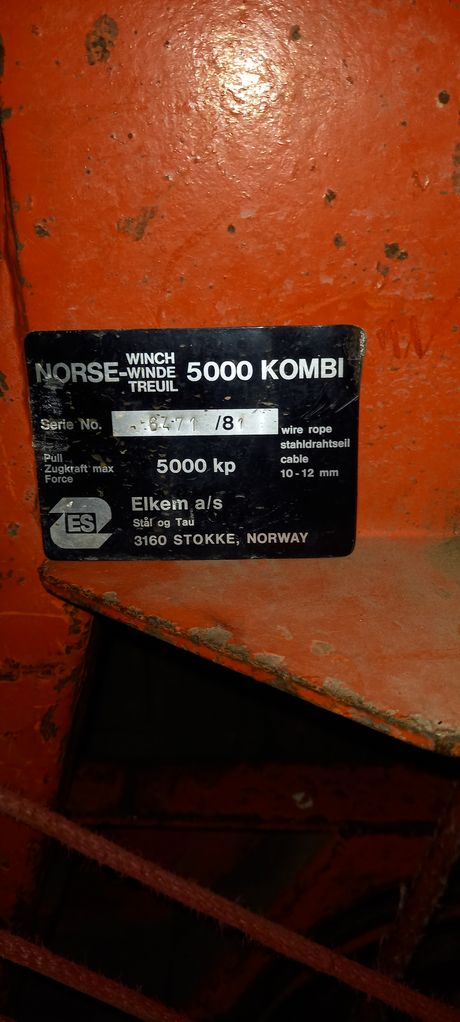 NORSE-WINCH WINDE TREUIL 5000 KOMBI
Serie No. 6471 /81
wire rope
stahldrahtseil
cable
10-12 mm
Pull
Zugkraft max
Force
5000 kp
ES
Elkem a/s
Stål og Tau
3160 STOKKE, NORWAY